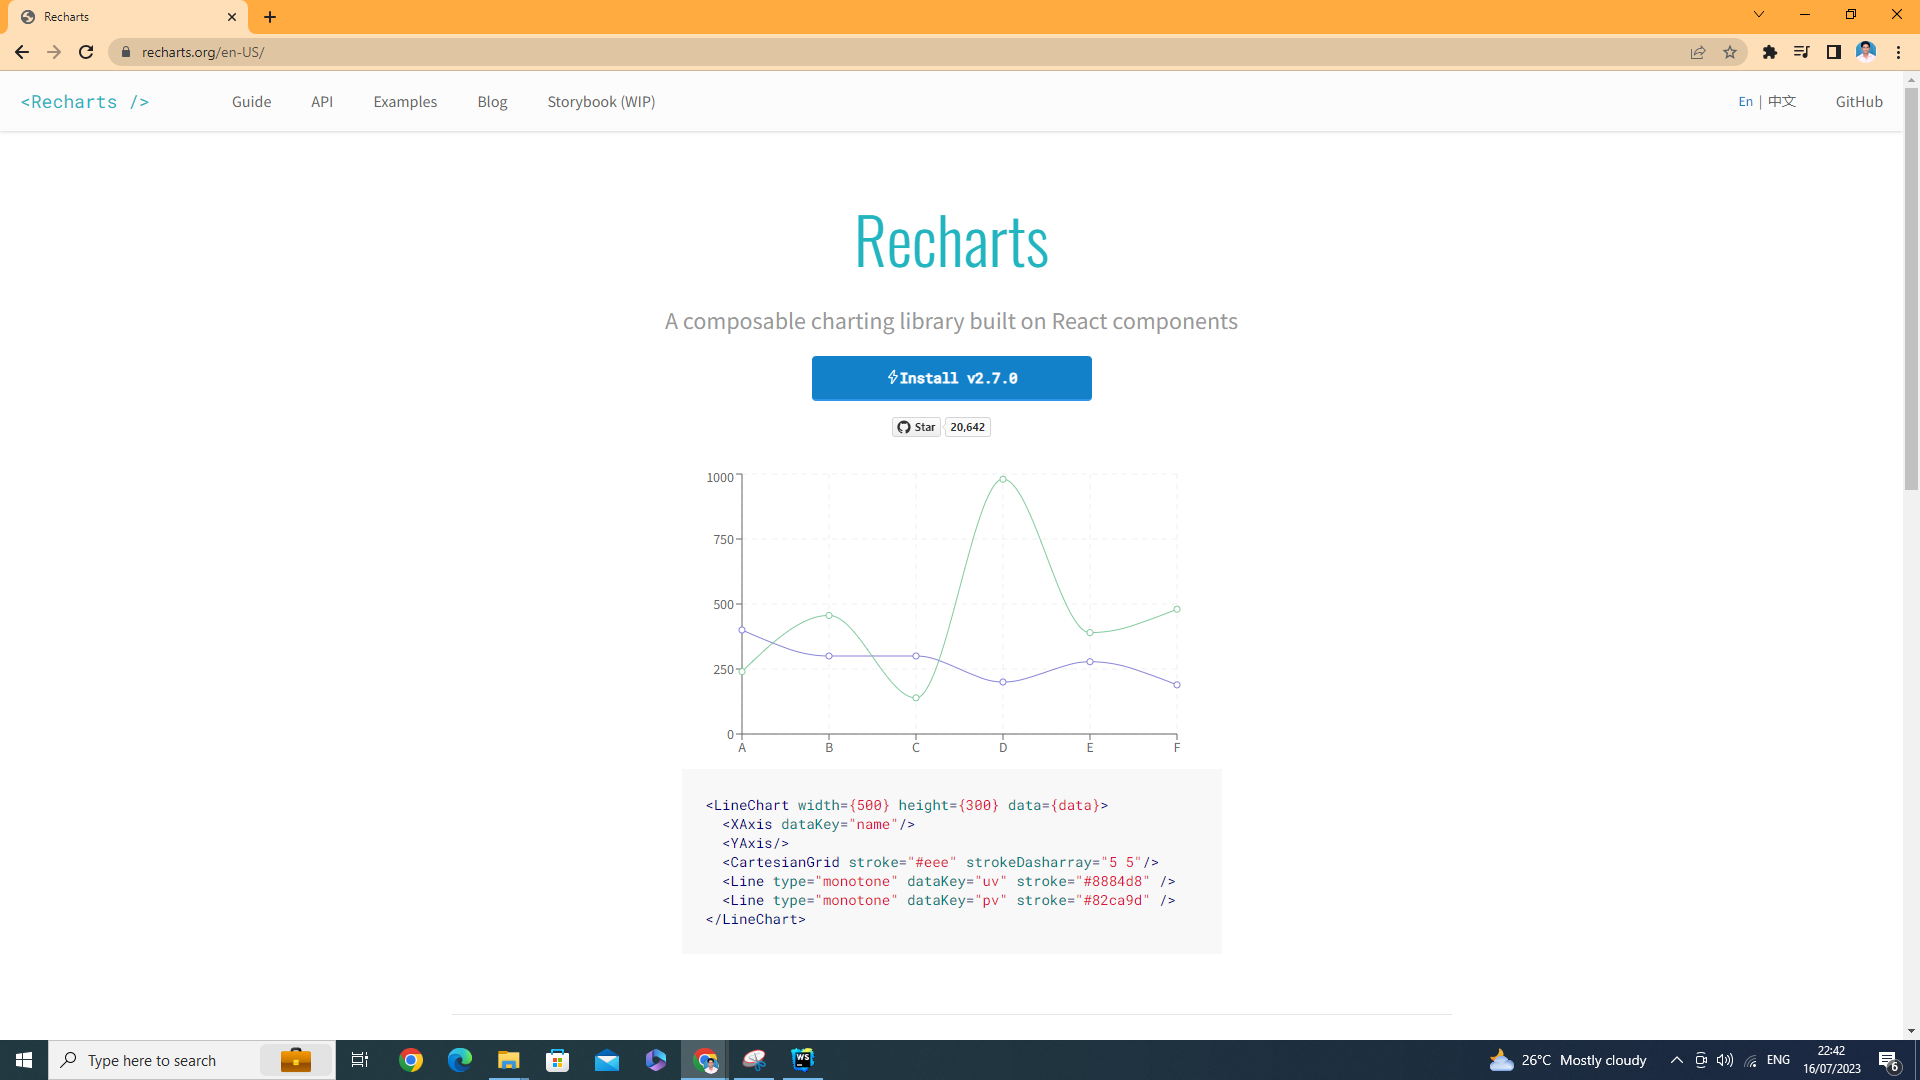 Recharts
recharts.org/en-US/
<Recharts />
Guide
API
Examples
Blog
Storybook (WIP)
En | 中文
GitHub
Recharts
A composable charting library built on React components
Install v2.7.0
Star
20,642
1000
750
500
250
0
A
B
C
D
E
F
<LineChart width={500} height={300} data={data}>
<XAxis dataKey="name"/>
<YAxis/>
<CartesianGrid stroke="#eee" strokeDasharray="5 5"/>
<Line type="monotone" dataKey="uv" stroke="#8884d8" />
<Line type="monotone" dataKey="pv" stroke="#82ca9d" />
</LineChart>
Type here to search
WS
26°C Mostly cloudy
ENG
22:42
16/07/2023
6